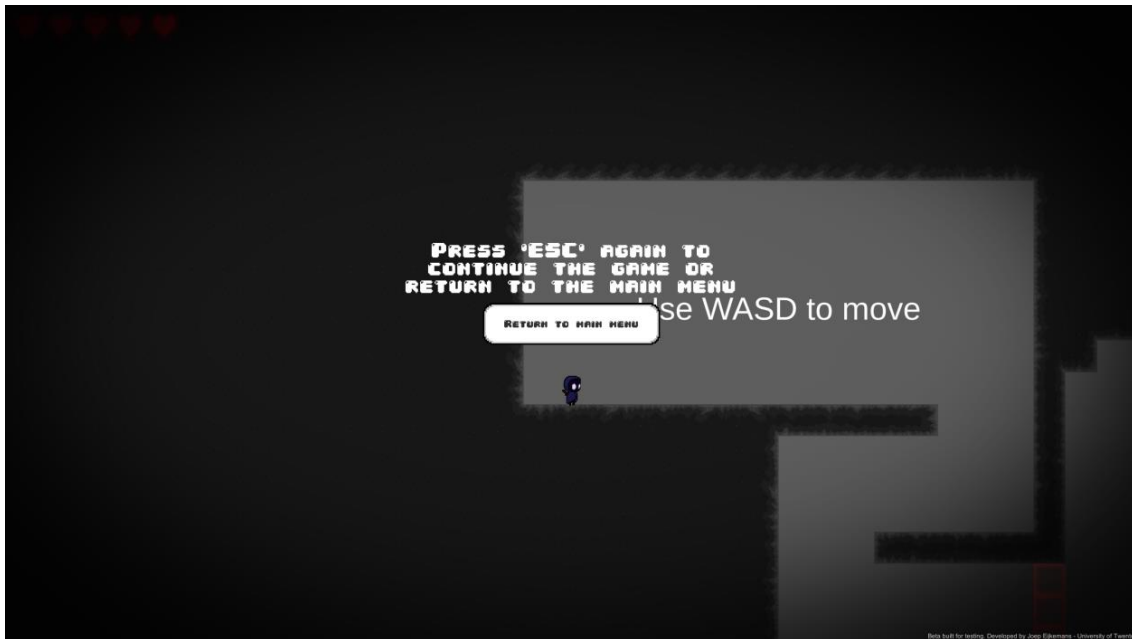 PRESS 'ESC' AGAIN TO
CONTINUE THE GAME OR
RETURN TO THE MAIN MENU
Use WASD to move
RETURN TO MAIN MENU
Beta built for testing. Developed by Joep Eijkemans - University of Twente